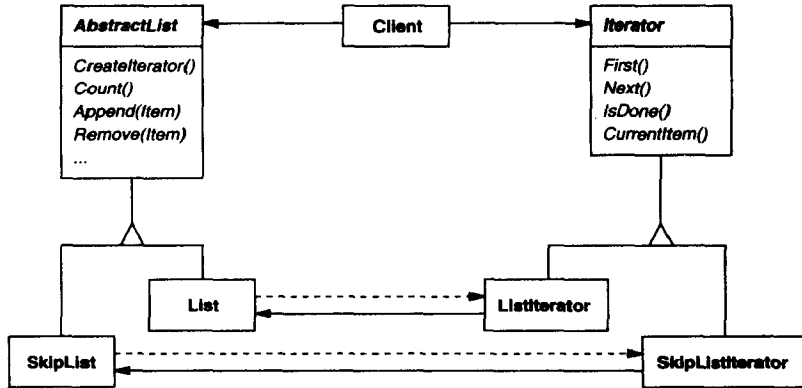 AbstractList
Client
Iterator
CreateIterator()
Count()
Append(Item)
Remove(Item)
...
First()
Next()
IsDone()
CurrentItem()
List
ListIterator
SkipList
SkipListIterator